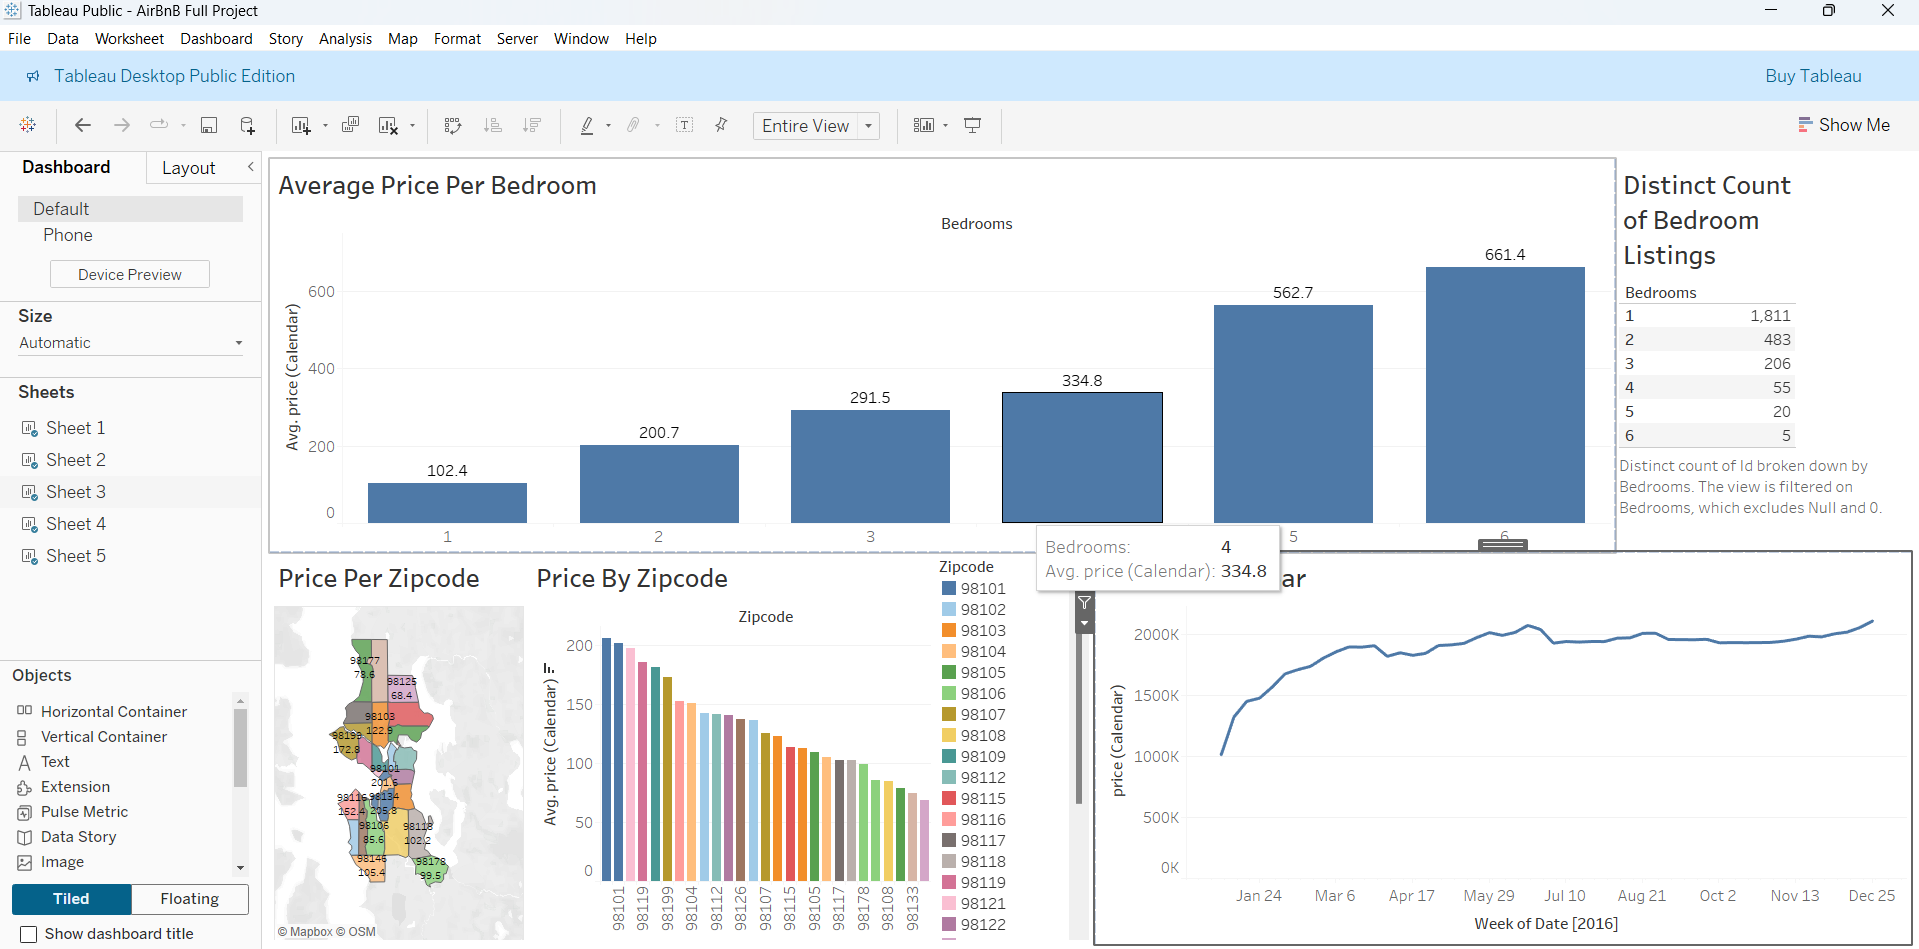 Tableau Public - AirBnB Full Project
File Data Worksheet Dashboard Story Analysis Map Format Server Window Help
Tableau Desktop Public Edition
Buy Tableau
Entire View
Show Me
Dashboard
Layout
Default
Phone
Device Preview
Size
Automatic
Sheets
Sheet 1
Sheet 2
Sheet 3
Sheet 4
Sheet 5
Objects
Horizontal Container
Vertical Container
Text
Extension
Pulse Metric
Data Story
Image
Tiled
Floating
Show dashboard title
Average Price Per Bedroom
Bedrooms
Avg. price (Calendar)
600
400
200
0
102.4
200.7
291.5
334.8
562.7
661.4
1
2
3
5
6
Bedrooms: 4
Avg. price (Calendar): 334.8
Distinct Count
of Bedroom
Listings
Bedrooms
1 1,811
2 483
3 206
4 55
5 20
6 5
Distinct count of Id broken down by
Bedrooms. The view is filtered on
Bedrooms, which excludes Null and 0.
Price Per Zipcode
98177
78.6
98125
68.4
98103
122.9
98199
172.8
98101
201.6
98116
152.4
98134
205.8
98106
85.6
98118
102.2
98146
105.4
98178
99.5
© Mapbox © OSM
Price By Zipcode
Zipcode
Avg. price (Calendar)
200
150
100
50
0
98101
98119
98199
98104
98112
98126
98107
98115
98105
98117
98178
98108
98133
Zipcode
98101
98102
98103
98104
98105
98106
98107
98108
98109
98112
98115
98116
98117
98118
98119
98121
98122
ar
price (Calendar)
2000K
1500K
1000K
500K
0K
Jan 24
Mar 6
Apr 17
May 29
Jul 10
Aug 21
Oct 2
Nov 13
Dec 25
Week of Date [2016]